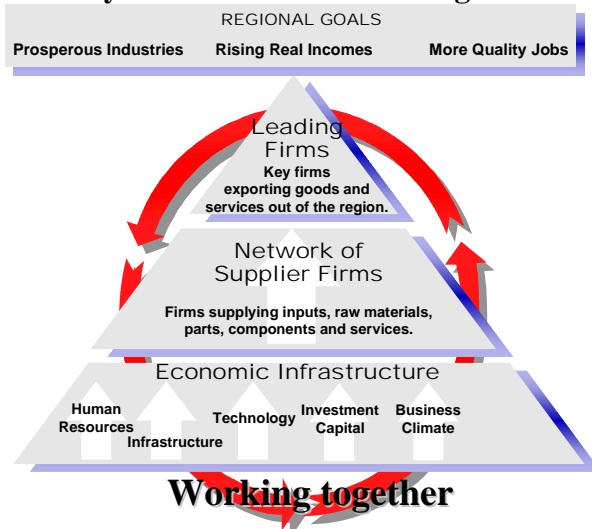 REGIONAL GOALS
Prosperous Industries Rising Real Incomes More Quality Jobs
Leading
Firms
Key firms
exporting goods and
services out of the region.
Network of
Supplier Firms
Firms supplying inputs, raw materials,
parts, components and services.
Economic Infrastructure
Human
Resources
Infrastructure
Technology
Investment
Capital
Business
Climate
Working together